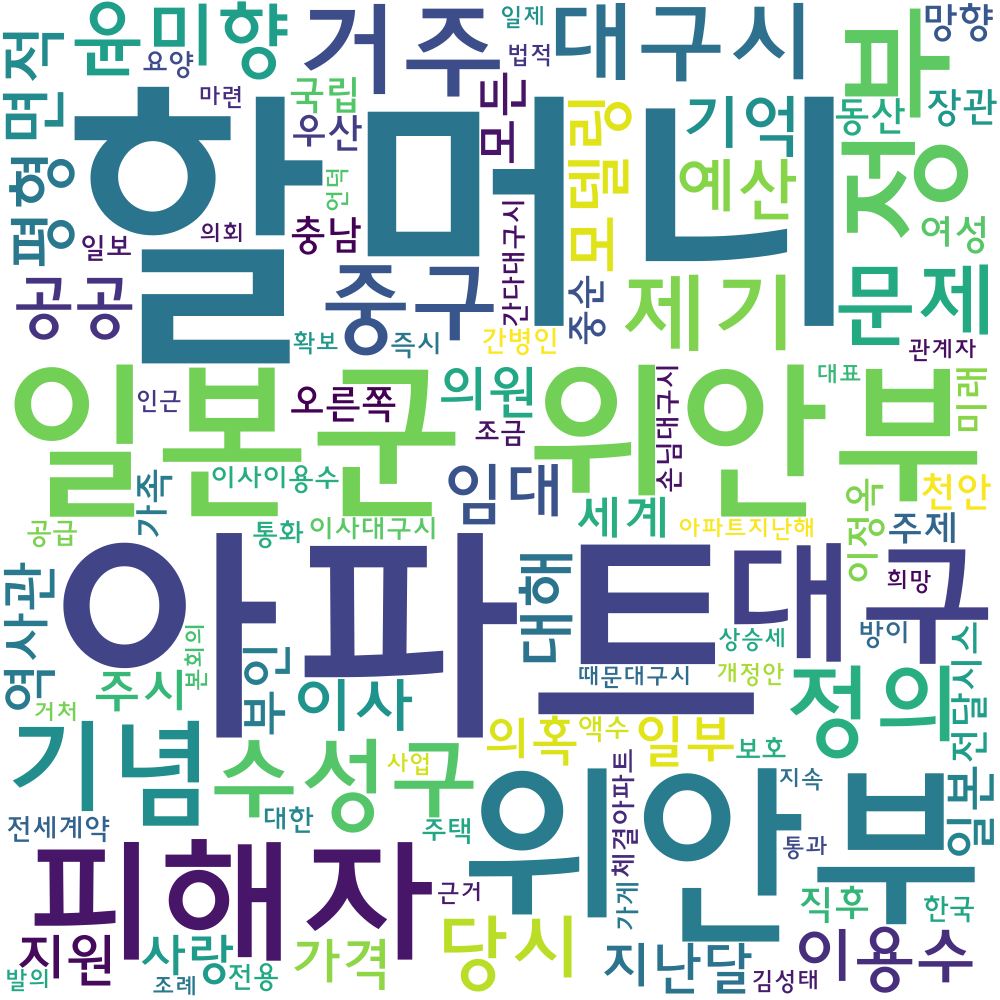 윤미향
거주
대구시
망향
적
요양
일제
법적
마련
국립
우산
모든
모델링
기억
정부
동산
장관
면
할머니
예산
평형
언덕
의회
충남
일보
여성
공공
중구
간다대구시
중순
제기
문제
확보
즉시
간병인
관계자
일본군 위안부
인근
오른쪽
의원
대표
미래
조금
손님대구시
이사이용수
임대
가족
세계
천안
이정옥
주제
공급
통화
이사대구시
아파트지난해
아파트
대구
희망
대해
역사관
본회의
부인
상승세
방이
주시
이사
때문대구시
개정안
정의
전달시스
거처
기념
수성구
의혹
액수
일부
보호
일본
사업
대한
전세계약
주택
체결아파트
위안부
지속
통과
피해자
근거
가게
직후
한국
지원
사랑
전용
가격
당시
지난달
이용수
발의
조례
김성태